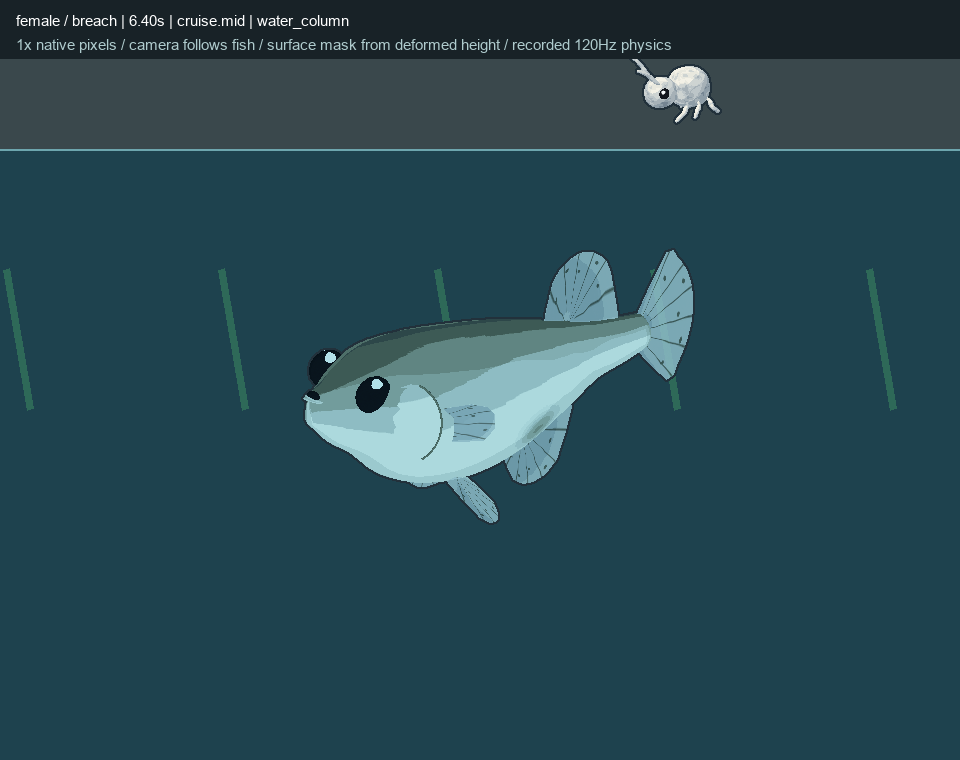 female / breach | 6.40s | cruise.mid | water_column
1x native pixels / camera follows fish / surface mask from deformed height / recorded 120Hz physics